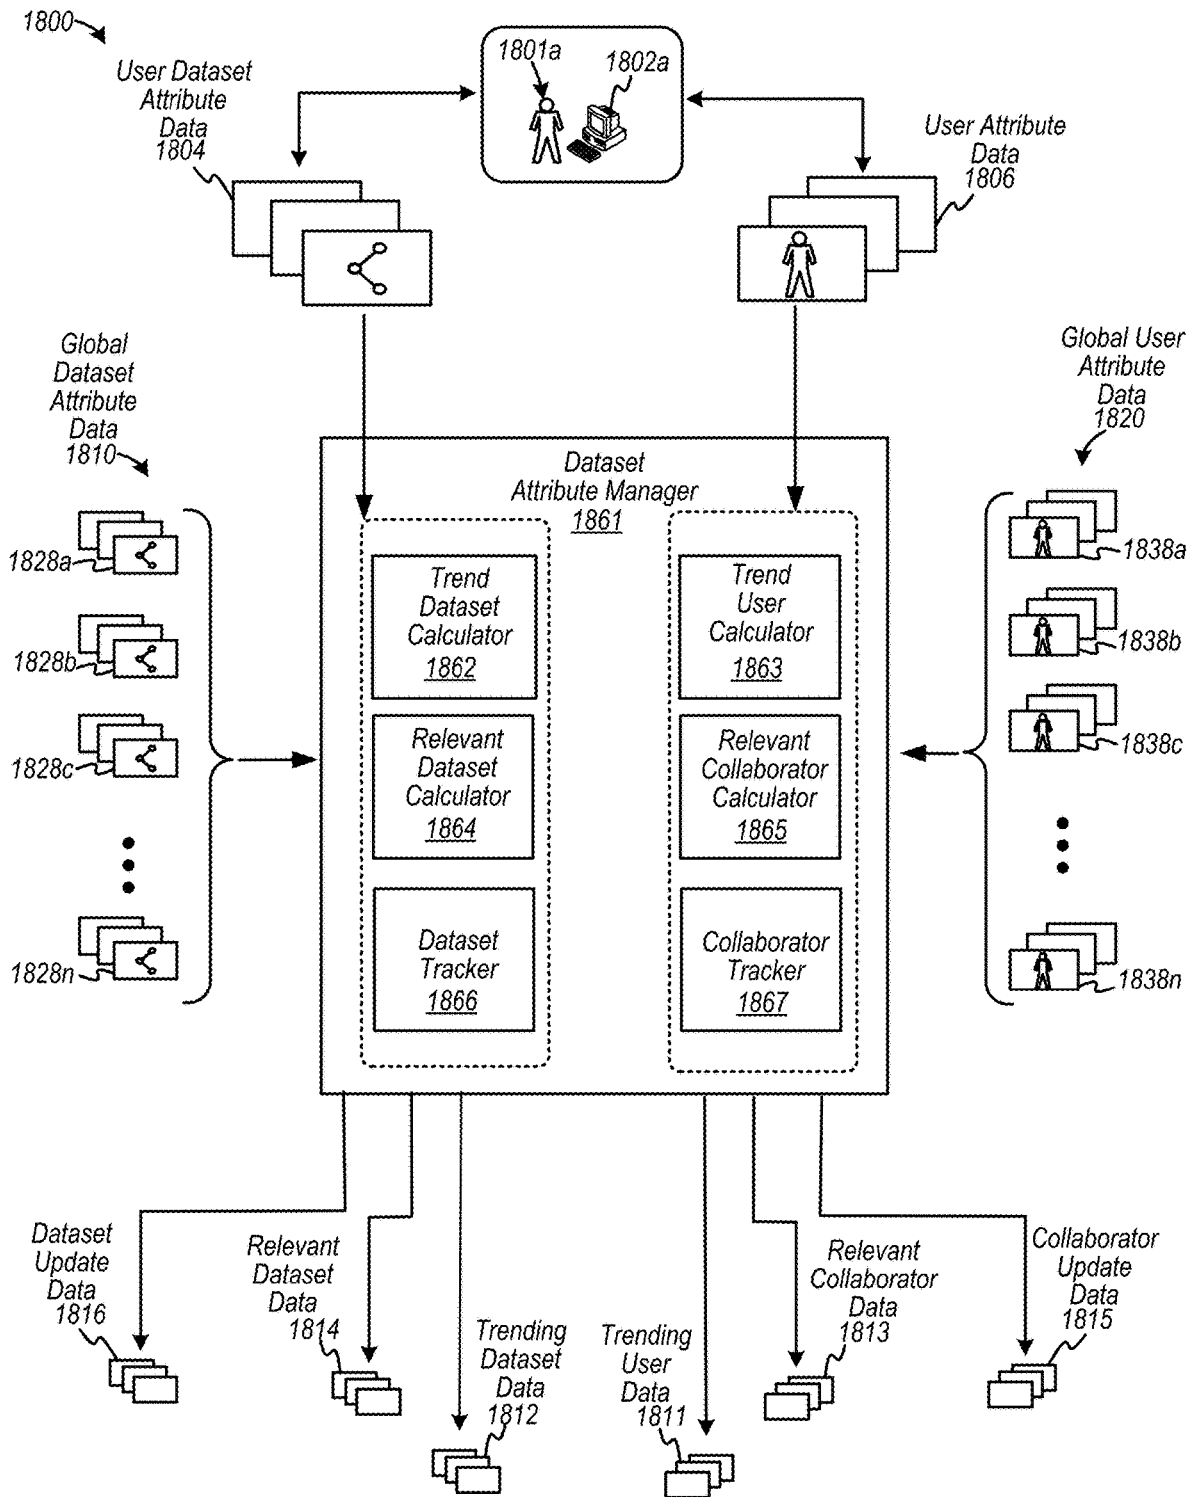 1800
1801a
1802a
User Dataset
Attribute
Data
1804
User Attribute
Data
1806
Global
Dataset
Attribute
Data
1810
Global User
Attribute
Data
1820
Dataset
Attribute Manager
1861
1828a
1828b
1828c
1828n
Trend
Dataset
Calculator
1862
Trend
User
Calculator
1863
Relevant
Dataset
Calculator
1864
Relevant
Collaborator
Calculator
1865
Dataset
Tracker
1866
Collaborator
Tracker
1867
1838a
1838b
1838c
1838n
Dataset
Update
Data
1816
Relevant
Dataset
Data
1814
Trending
Dataset
Data
1812
Trending
User
Data
1811
Relevant
Collaborator
Data
1813
Collaborator
Update
Data
1815